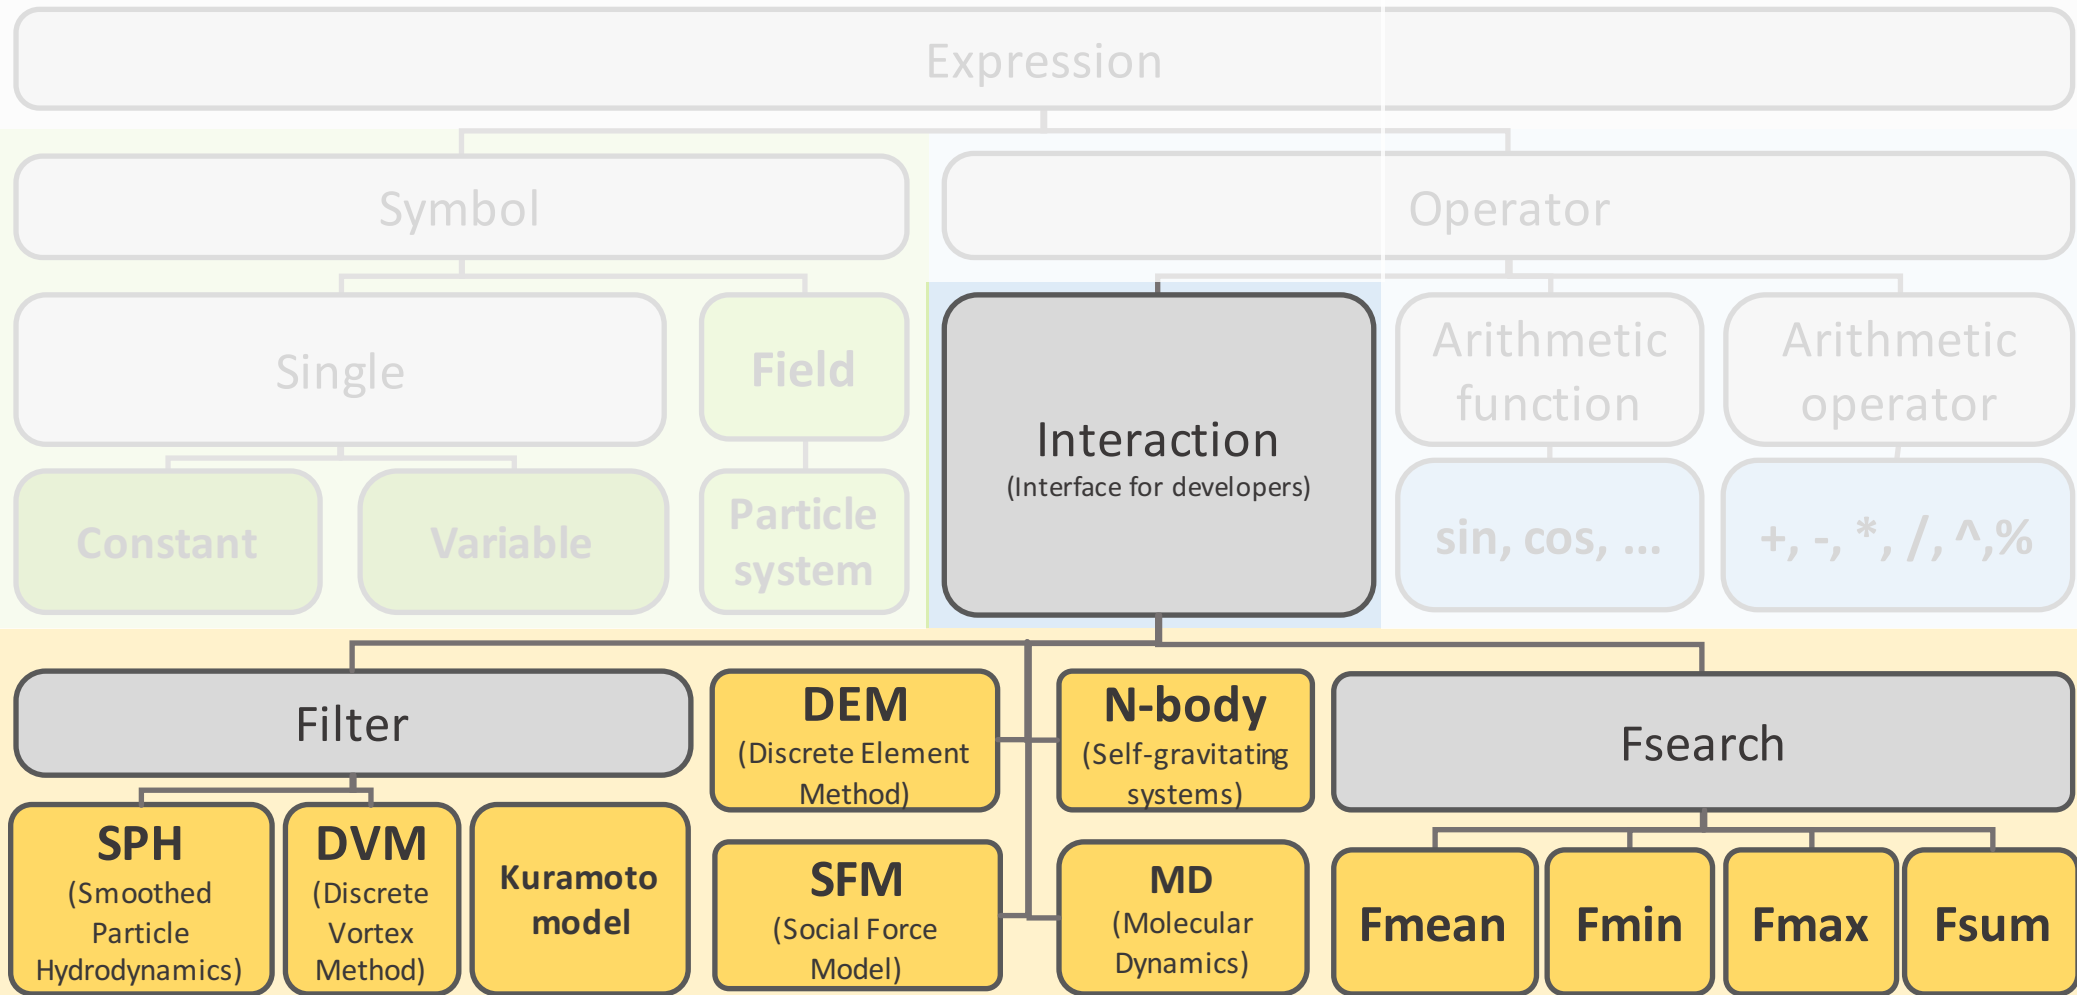 Expression
Symbol
Operator
Single
Field
Interaction
(Interface for developers)
Arithmetic
function
Arithmetic
operator
Constant
Variable
Particle
system
sin, cos, ...
+, -, *, /, ^,%
Filter
DEM
(Discrete Element
Method)
N-body
(Self-gravitating
systems)
Fsearch
SPH
(Smoothed
Particle
Hydrodynamics)
DVM
(Discrete
Vortex
Method)
Kuramoto
model
SFM
(Social Force
Model)
MD
(Molecular
Dynamics)
Fmean
Fmin
Fmax
Fsum